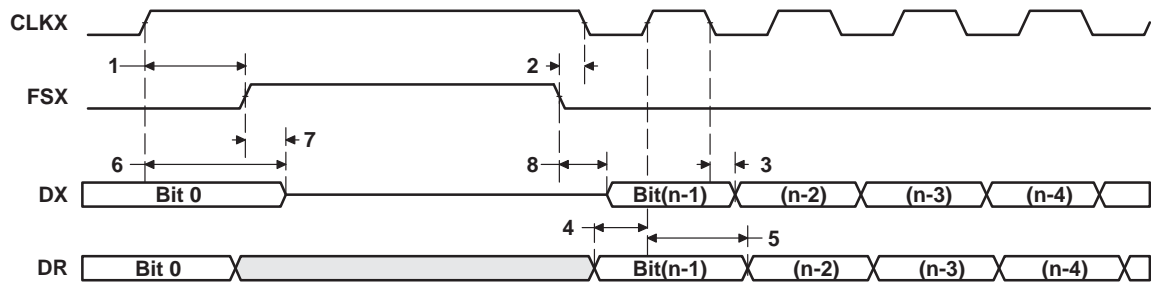 CLKX
1
2
FSX
7
6
8
3
DX
Bit 0
Bit(n-1)
(n-2)
(n-3)
(n-4)
4
5
DR
Bit 0
Bit(n-1)
(n-2)
(n-3)
(n-4)